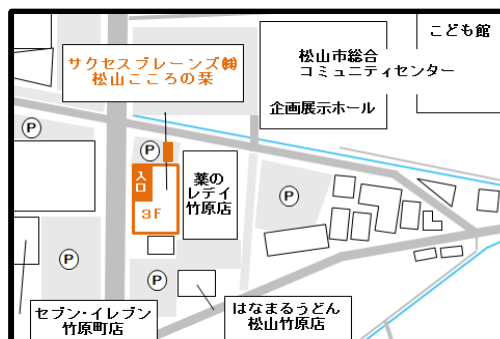 こども館
サクセスブレーンズ㈱
松山こころの栞
松山市総合
コミュニティセンター
企画展示ホール
P
P
入口
3F
薬の
レデイ
竹原店
P
P
P
セブン・イレブン
竹原町店
はなまるうどん
松山竹原店